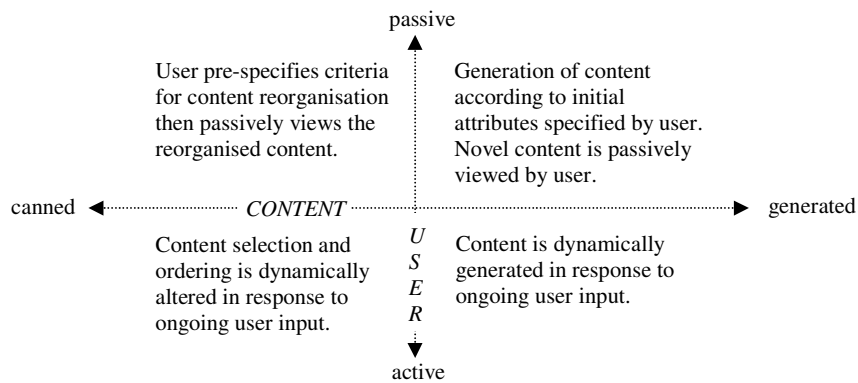 passive
User pre-specifies criteria
for content reorganisation
then passively views the
reorganised content.
Generation of content
according to initial
attributes specified by user.
Novel content is passively
viewed by user.
canned
CONTENT
generated
Content selection and
ordering is dynamically
altered in response to
ongoing user input.
U
S
E
R
Content is dynamically
generated in response to
ongoing user input.
active